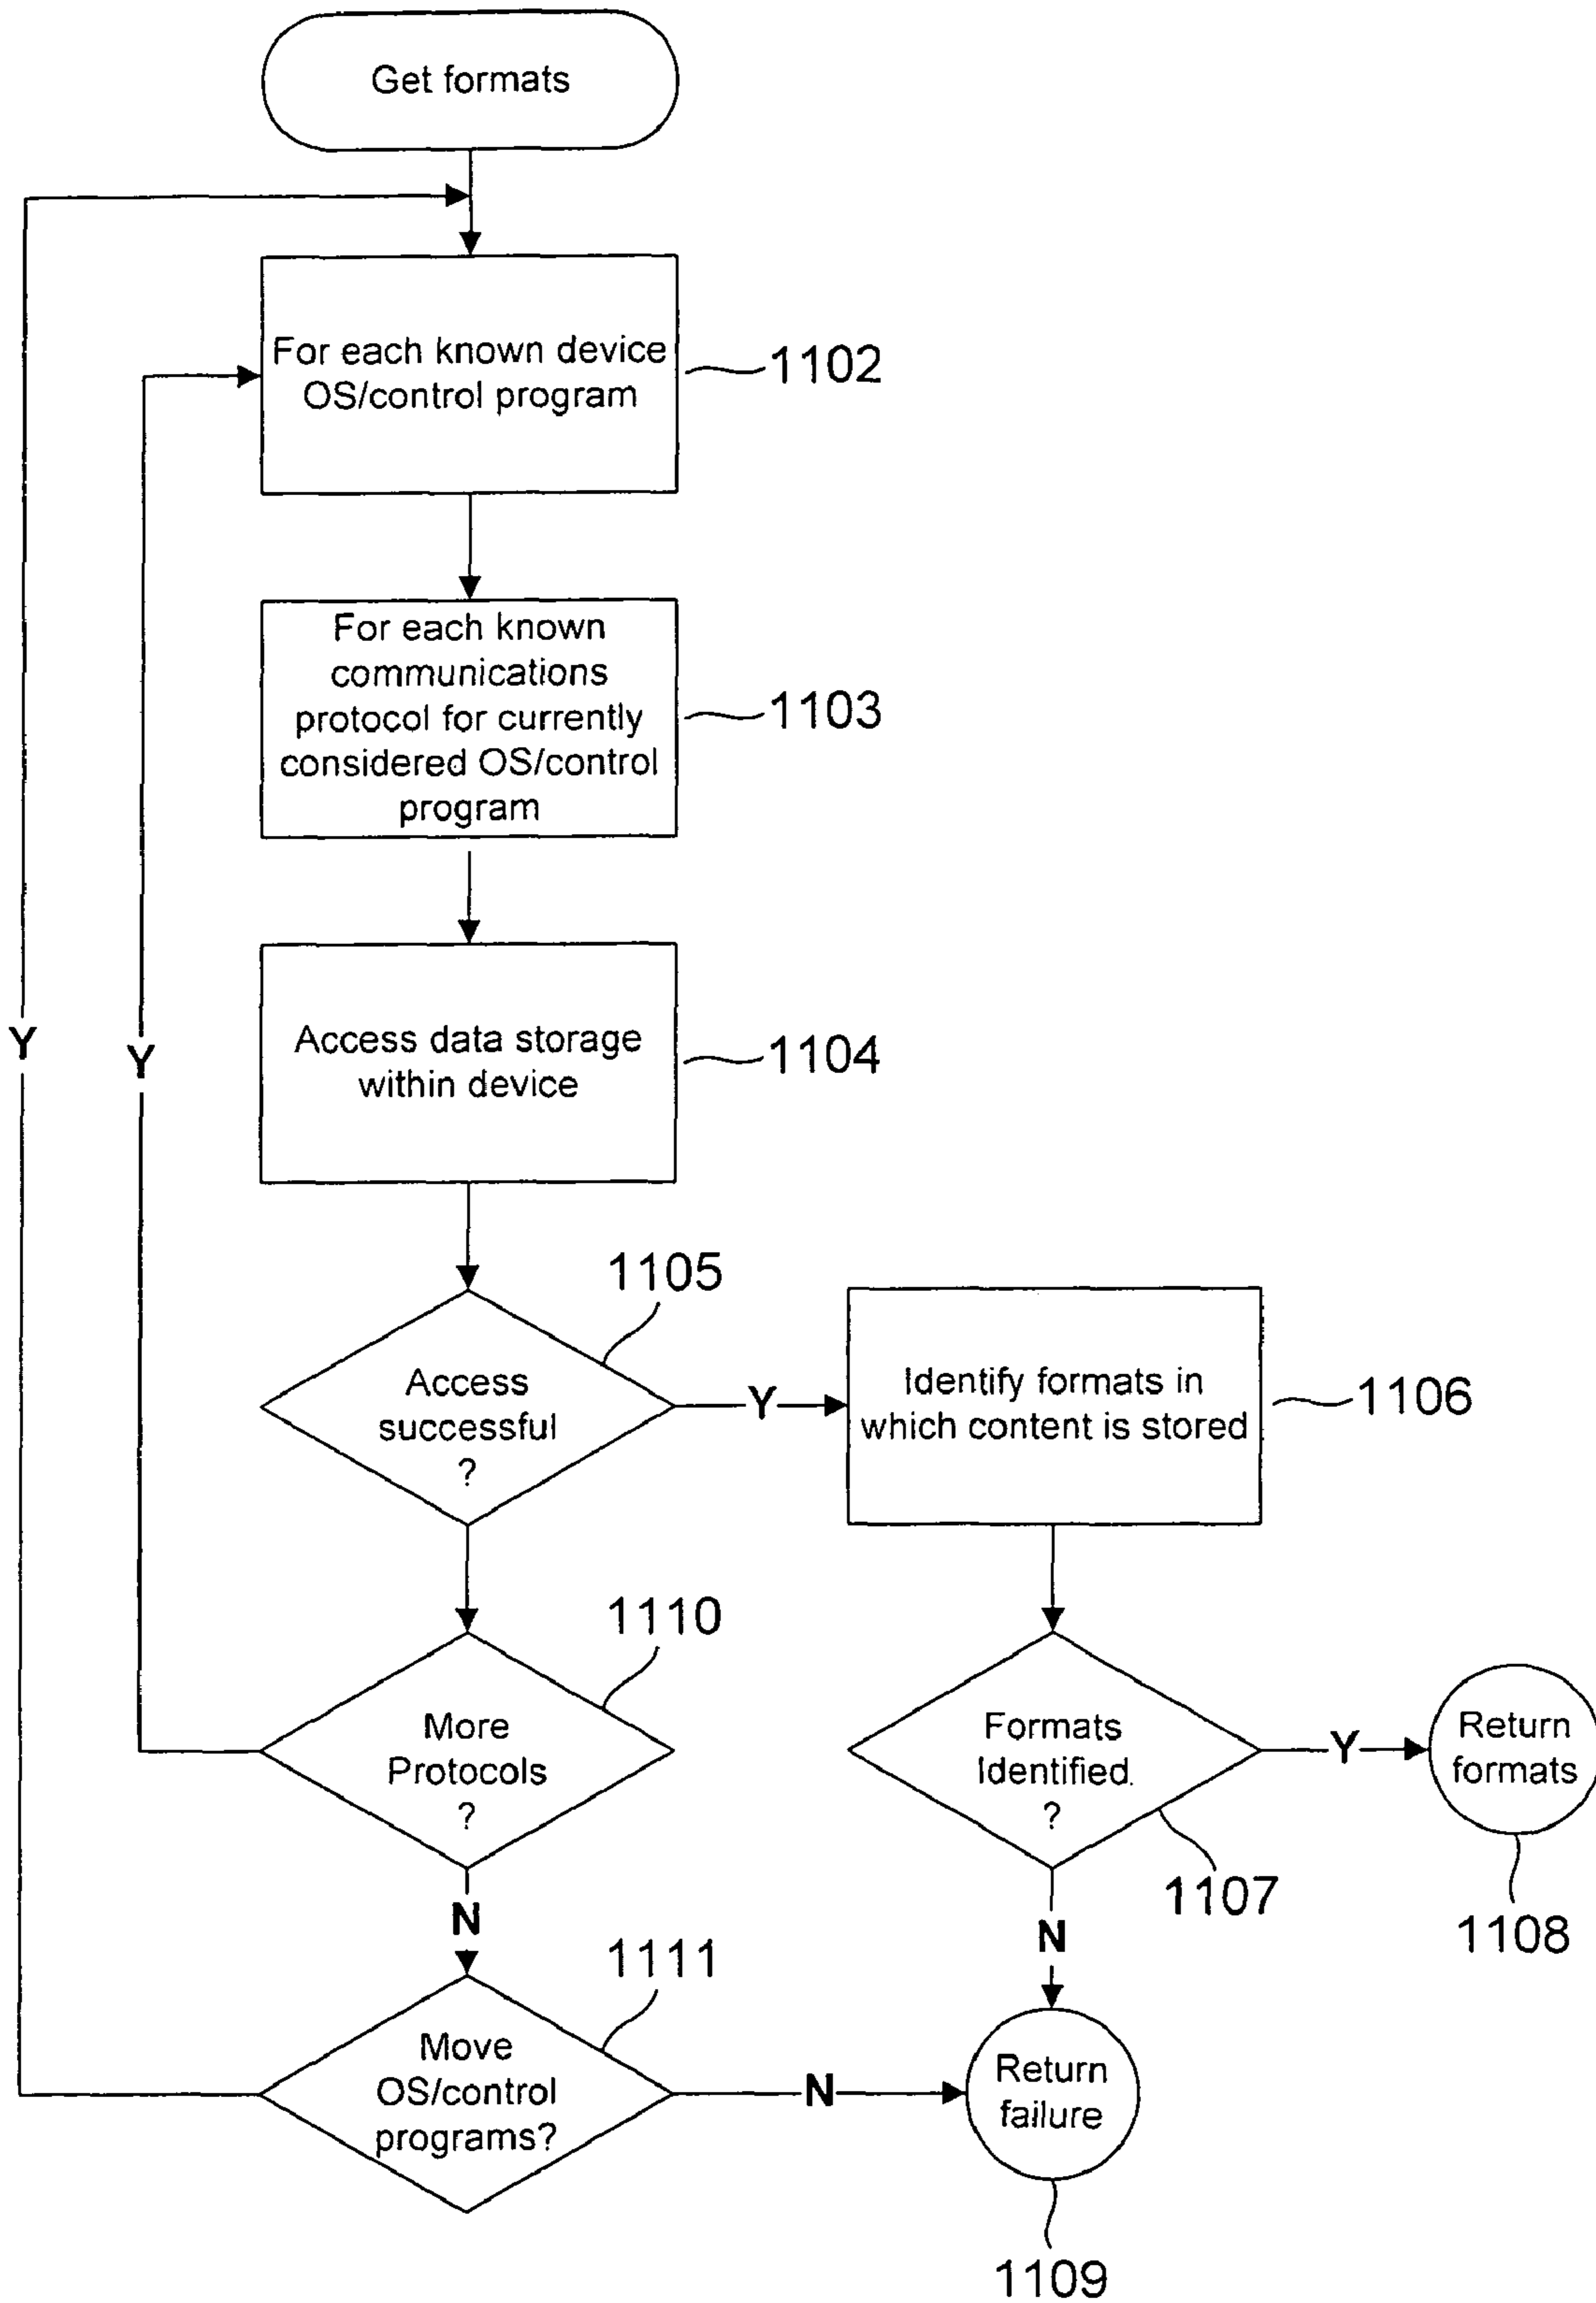 Get formats
For each known device
OS/control program
1102
For each known
communications
protocol for currently
considered OS/control
program
1103
Access data storage
within device
1104
Y
Y
1105
Access
successful
?
Y
Identify formats in
which content is stored
1106
1110
More
Protocols
?
Formats
Identified.
?
Y
Return
formats
1107
1108
N
N
1111
Move
OS/control
programs?
N
Return
failure
1109